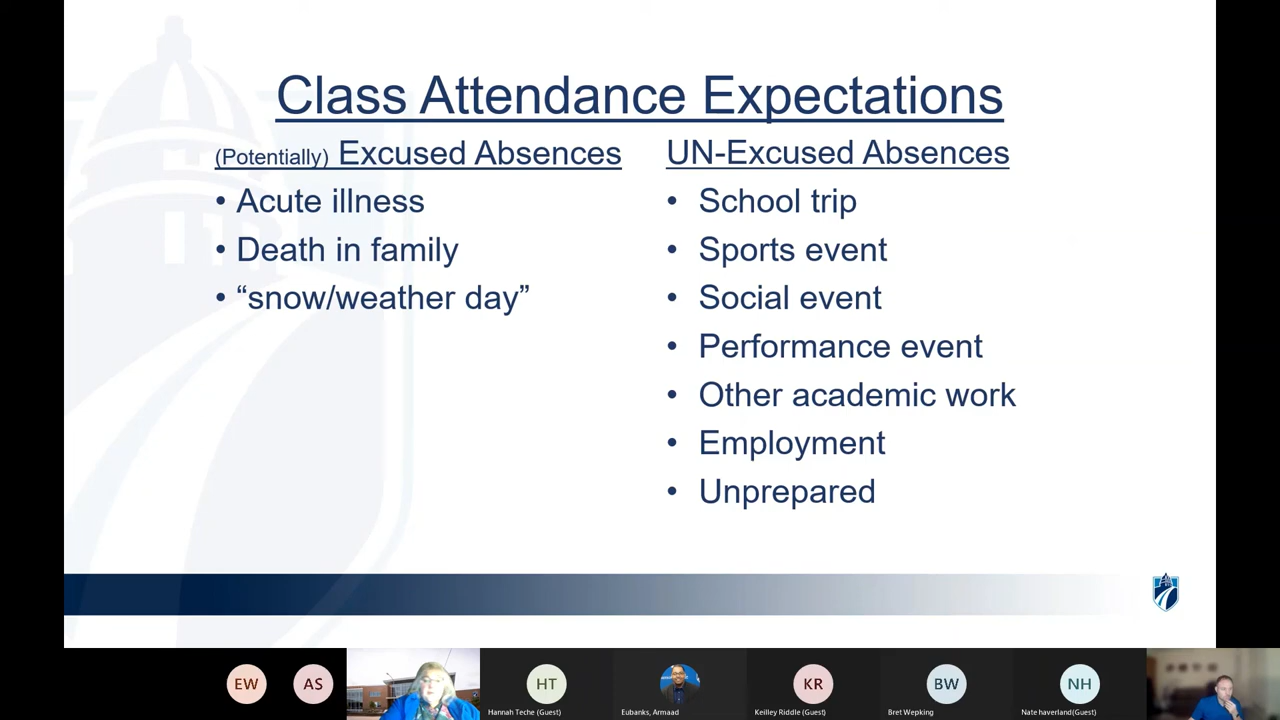 Class Attendance Expectations
(Potentially) Excused Absences
• Acute illness
• Death in family
• “snow/weather day”
UN-Excused Absences
• School trip
• Sports event
• Social event
• Performance event
• Other academic work
• Employment
• Unprepared
EW
AS
HT
Hannah Teche (Guest)
Eubanks, Armaad
KR
Keilley Riddle (Guest)
BW
Bret Wepking
NH
Nate haverland(Guest)